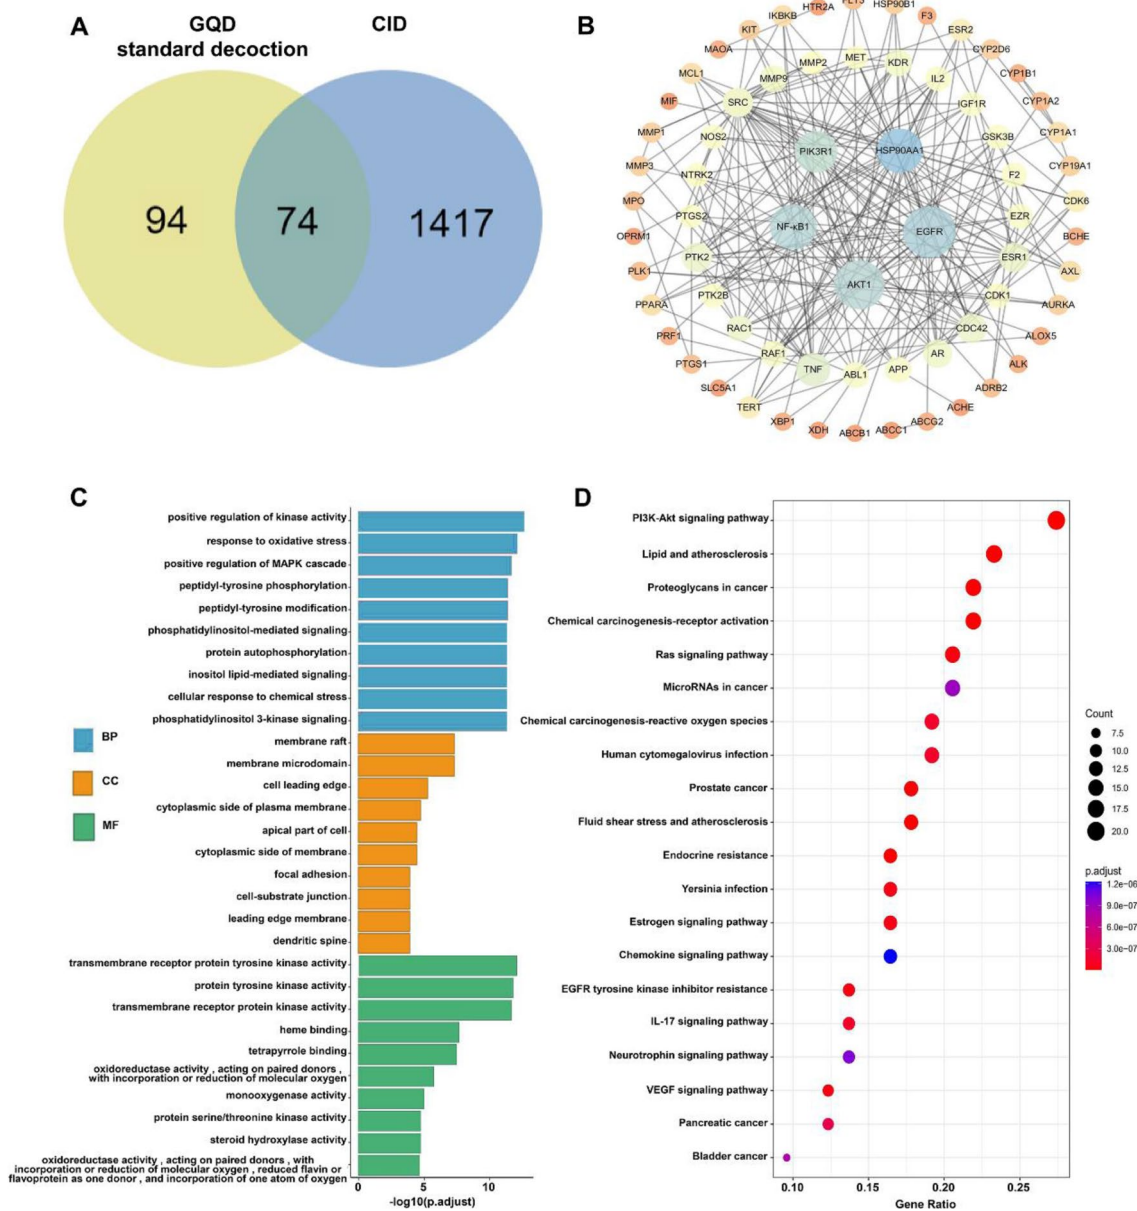 A
GQD
standard decoction
CID
94
74
1417
B
HTR2A
HSP90B1
F3
IKBKB
KIT
ESR2
MAOA
CYP2D6
MCL1
MMP9
MMP2
MET
KDR
IL2
CYP1B1
MIF
SRC
IGF1R
CYP1A2
MMP1
NOS2
GSK3B
CYP1A1
PIK3R1
HSP90AA1
MMP3
NTRK2
F2
CYP19A1
MPO
PTGS2
EZR
CDK6
OPRM1
NF-κB1
EGFR
BCHE
PTK2
ESR1
PLK1
AXL
AKT1
PPARA
PTK2B
CDK1
AURKA
PRF1
RAC1
CDC42
ALOX5
PTGS1
RAF1
TNF
ABL1
APP
AR
ALK
SLC5A1
ADRB2
TERT
XBP1
XDH
ABCB1
ABCC1
ABCG2
ACHE
C
positive regulation of kinase activity
response to oxidative stress
positive regulation of MAPK cascade
peptidyl-tyrosine phosphorylation
peptidyl-tyrosine modification
phosphatidylinositol-mediated signaling
protein autophosphorylation
inositol lipid-mediated signaling
cellular response to chemical stress
phosphatidylinositol 3-kinase signaling
membrane raft
membrane microdomain
cell leading edge
cytoplasmic side of plasma membrane
apical part of cell
cytoplasmic side of membrane
focal adhesion
cell-substrate junction
leading edge membrane
dendritic spine
transmembrane receptor protein tyrosine kinase activity
protein tyrosine kinase activity
transmembrane receptor protein kinase activity
heme binding
tetrapyrrole binding
oxidoreductase activity , acting on paired donors ,
with incorporation or reduction of molecular oxygen
monooxygenase activity
protein serine/threonine kinase activity
steroid hydroxylase activity
oxidoreductase activity , acting on paired donors , with
incorporation or reduction of molecular oxygen , reduced flavin or
flavoprotein as one donor , and incorporation of one atom of oxygen
BP
CC
MF
0
5
10
-log10(p.adjust)
D
PI3K-Akt signaling pathway
Lipid and atherosclerosis
Proteoglycans in cancer
Chemical carcinogenesis-receptor activation
Ras signaling pathway
MicroRNAs in cancer
Chemical carcinogenesis-reactive oxygen species
Human cytomegalovirus infection
Prostate cancer
Fluid shear stress and atherosclerosis
Endocrine resistance
Yersinia infection
Estrogen signaling pathway
Chemokine signaling pathway
EGFR tyrosine kinase inhibitor resistance
IL-17 signaling pathway
Neurotrophin signaling pathway
VEGF signaling pathway
Pancreatic cancer
Bladder cancer
0.10
0.15
0.20
0.25
Gene Ratio
Count
7.5
10.0
12.5
15.0
17.5
20.0
p.adjust
1.2e-06
9.0e-07
6.0e-07
3.0e-07